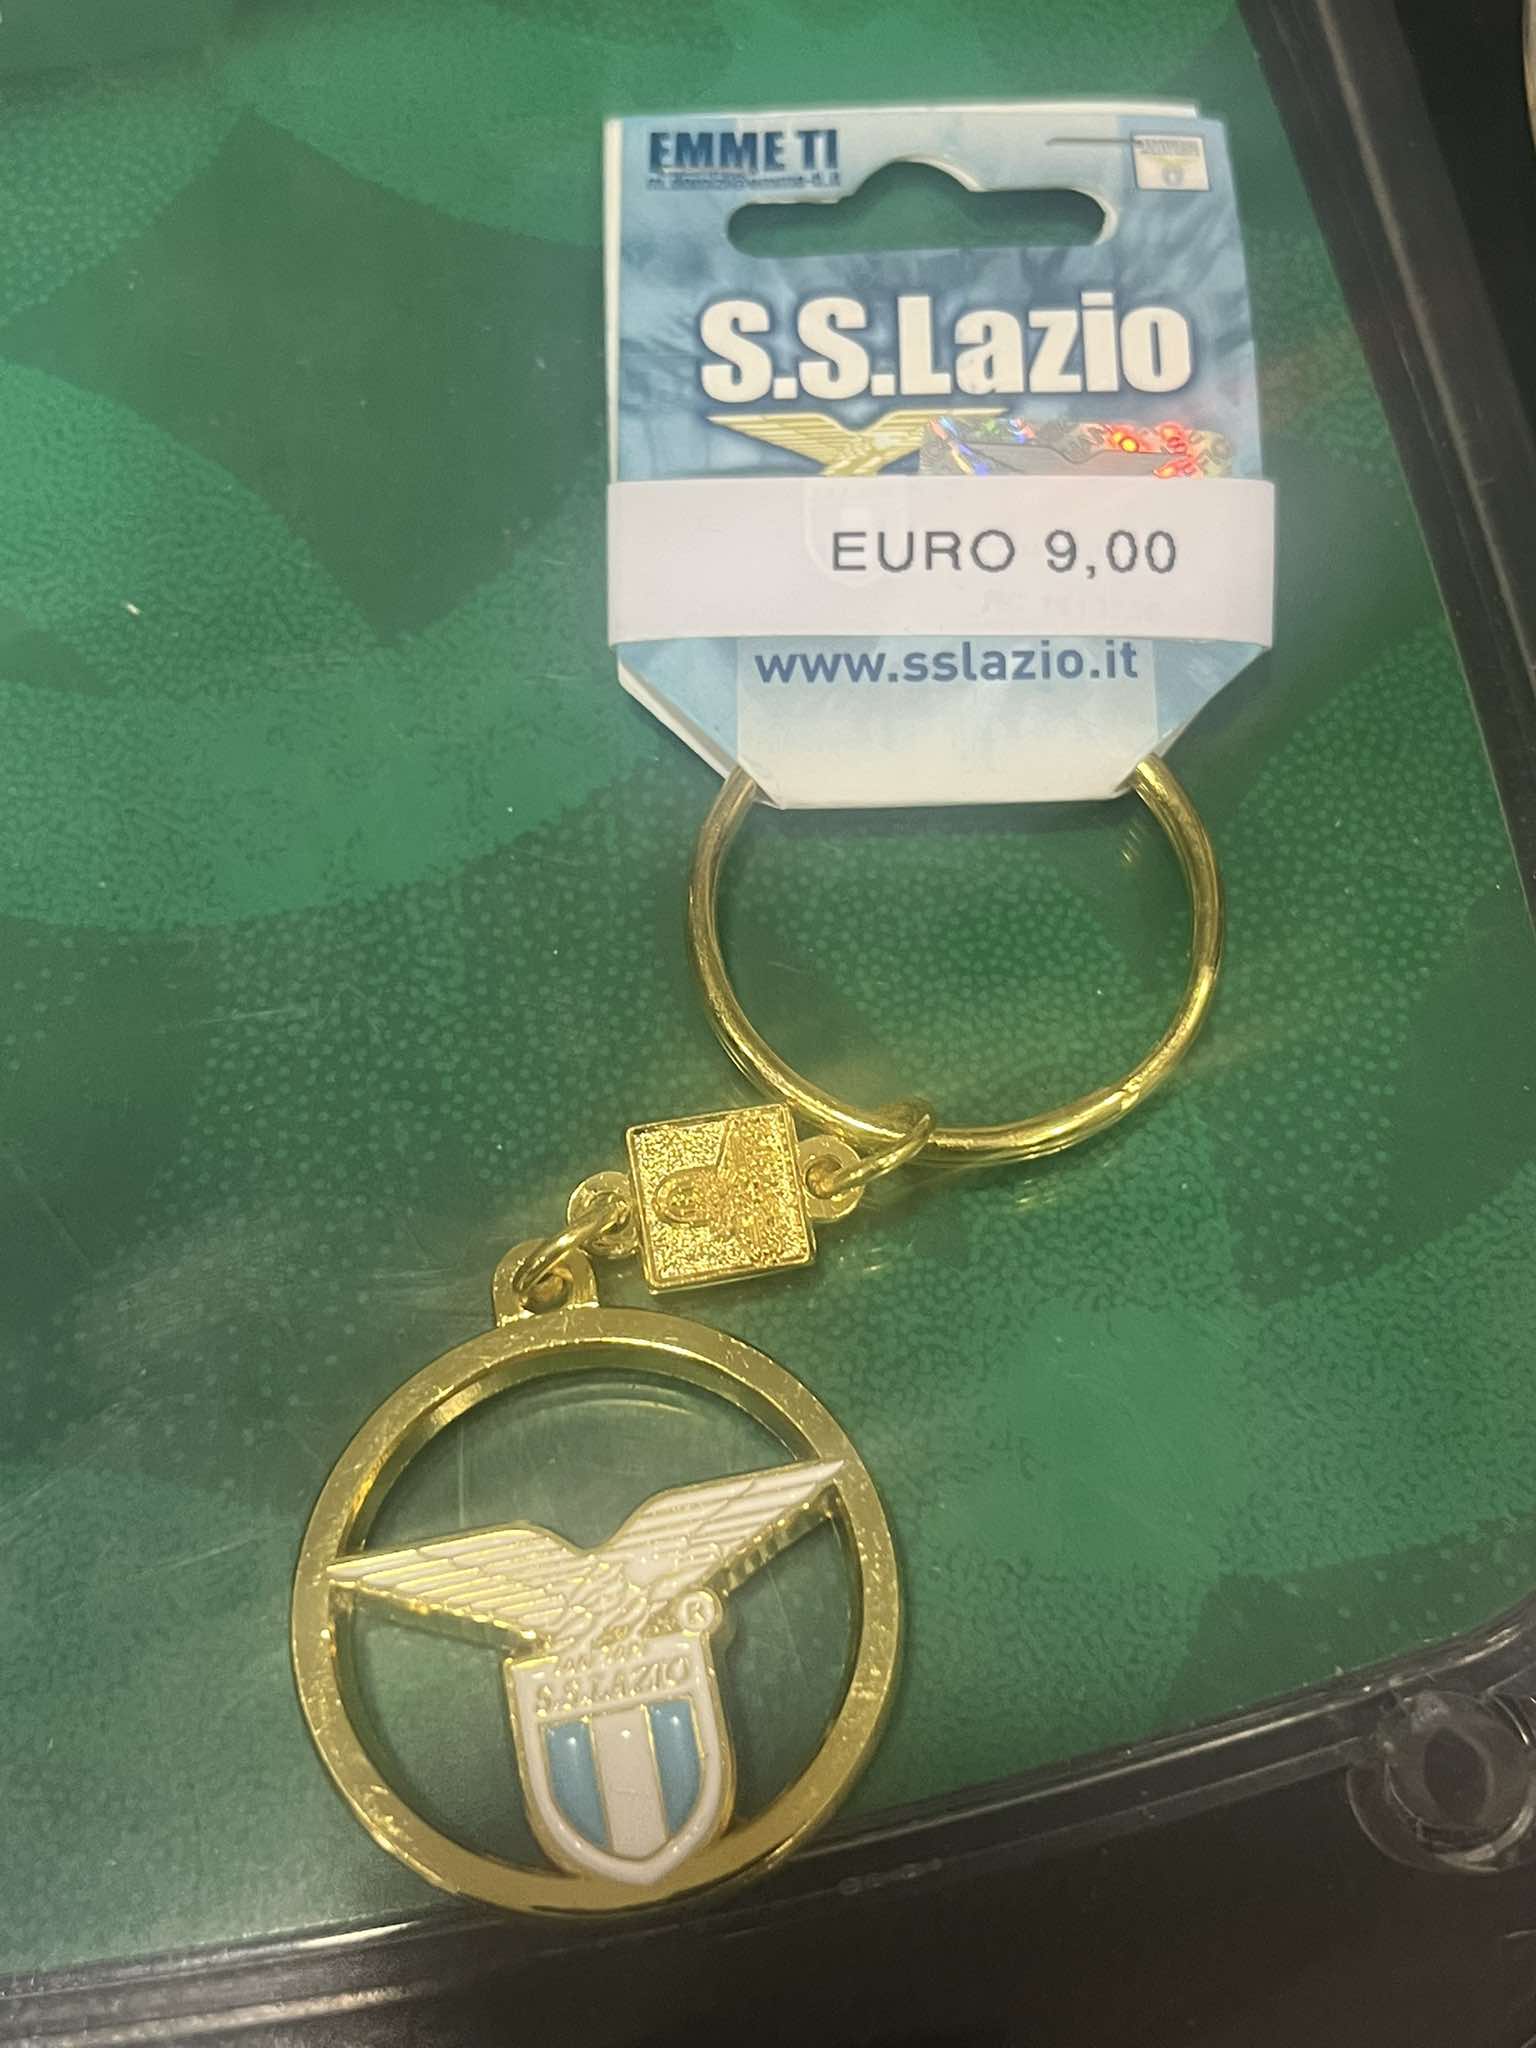 EMME TI
S.S.Lazio
EURO 9,00
www.sslazio.it
R
S.S.LAZIO